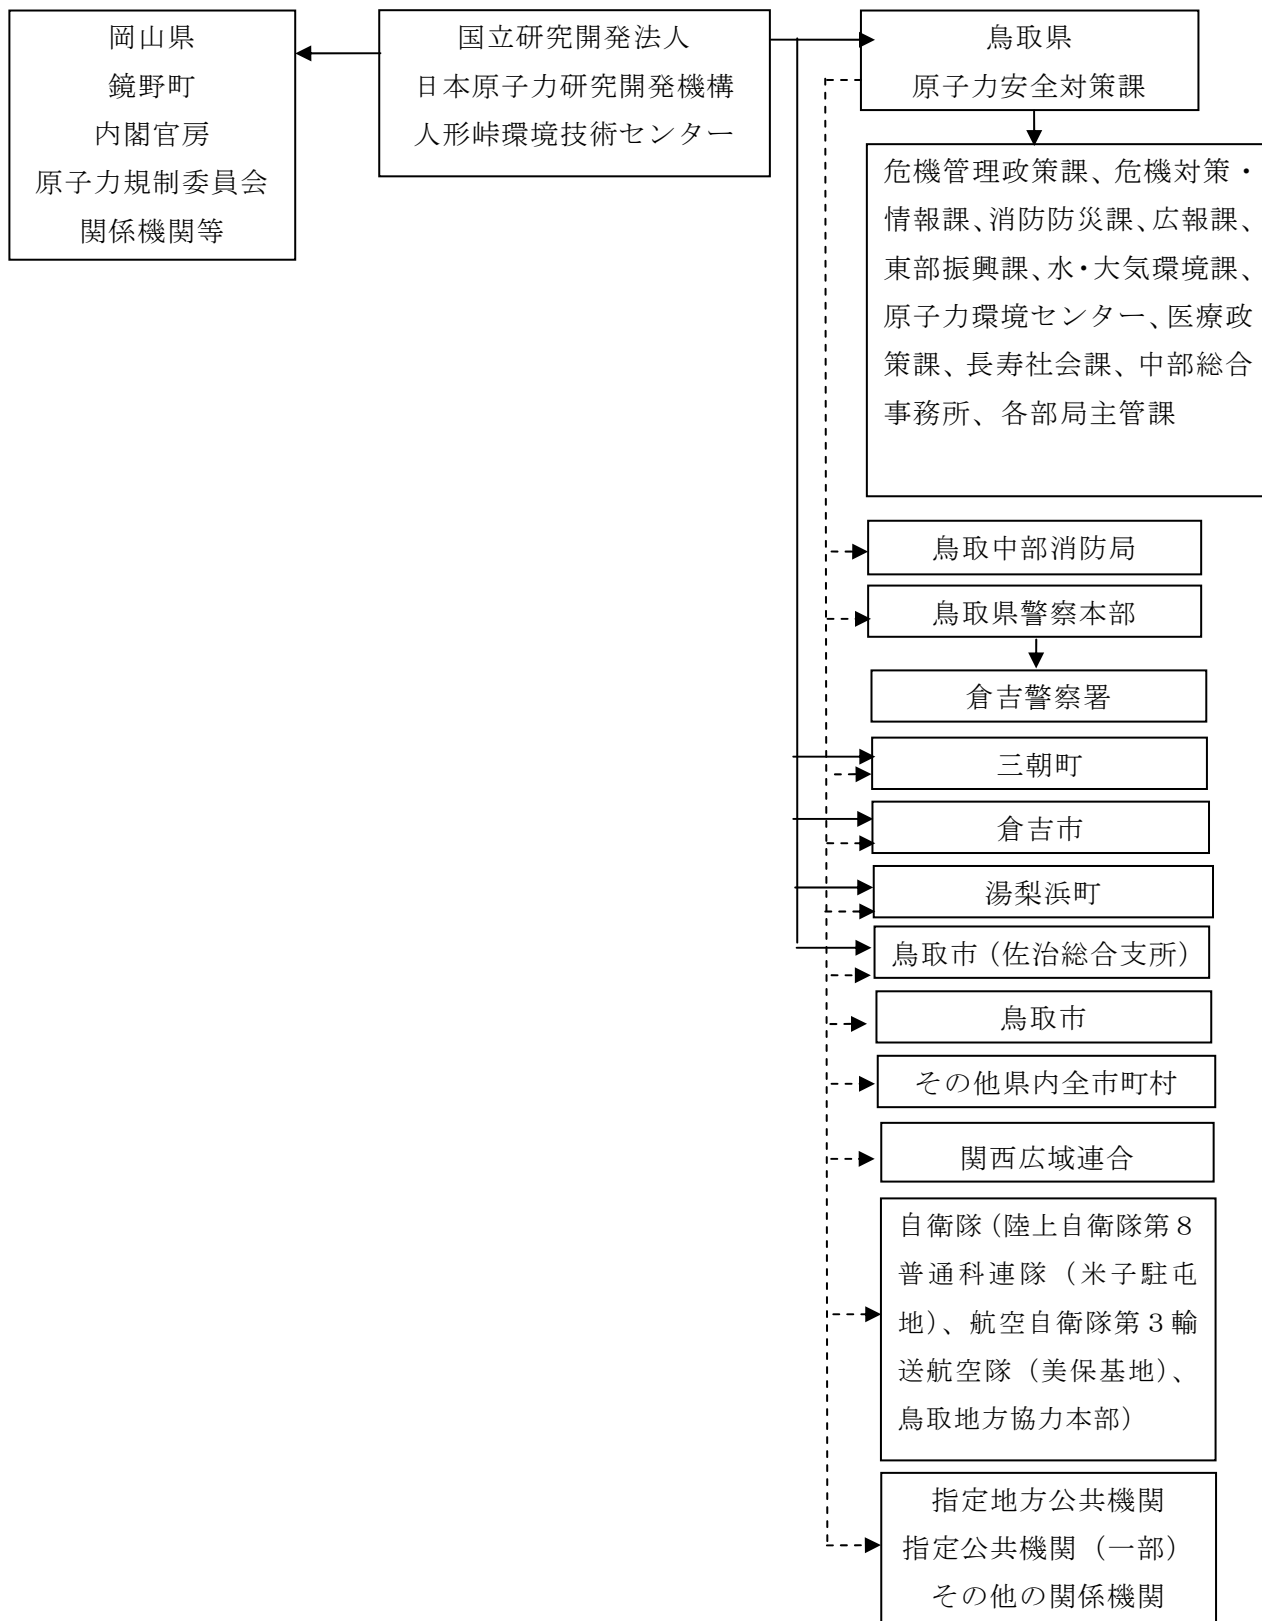 岡山県
鏡野町
内閣官房
原子力規制委員会
関係機関等
国立研究開発法人
日本原子力研究開発機構
人形峠環境技術センター
鳥取県
原子力安全対策課
危機管理政策課、危機対策・
情報課、消防防災課、広報課、
東部振興課、水・大気環境課、
原子力環境センター、医療政
策課、長寿社会課、中部総合
事務所、各部局主管課
鳥取中部消防局
鳥取県警察本部
倉吉警察署
三朝町
倉吉市
湯梨浜町
鳥取市（佐治総合支所）
鳥取市
その他県内全市町村
関西広域連合
自衛隊（陸上自衛隊第８
普通科連隊（米子駐屯
地）、航空自衛隊第３輸
送航空隊（美保基地）、
鳥取地方協力本部）
指定地方公共機関
指定公共機関（一部）
その他の関係機関